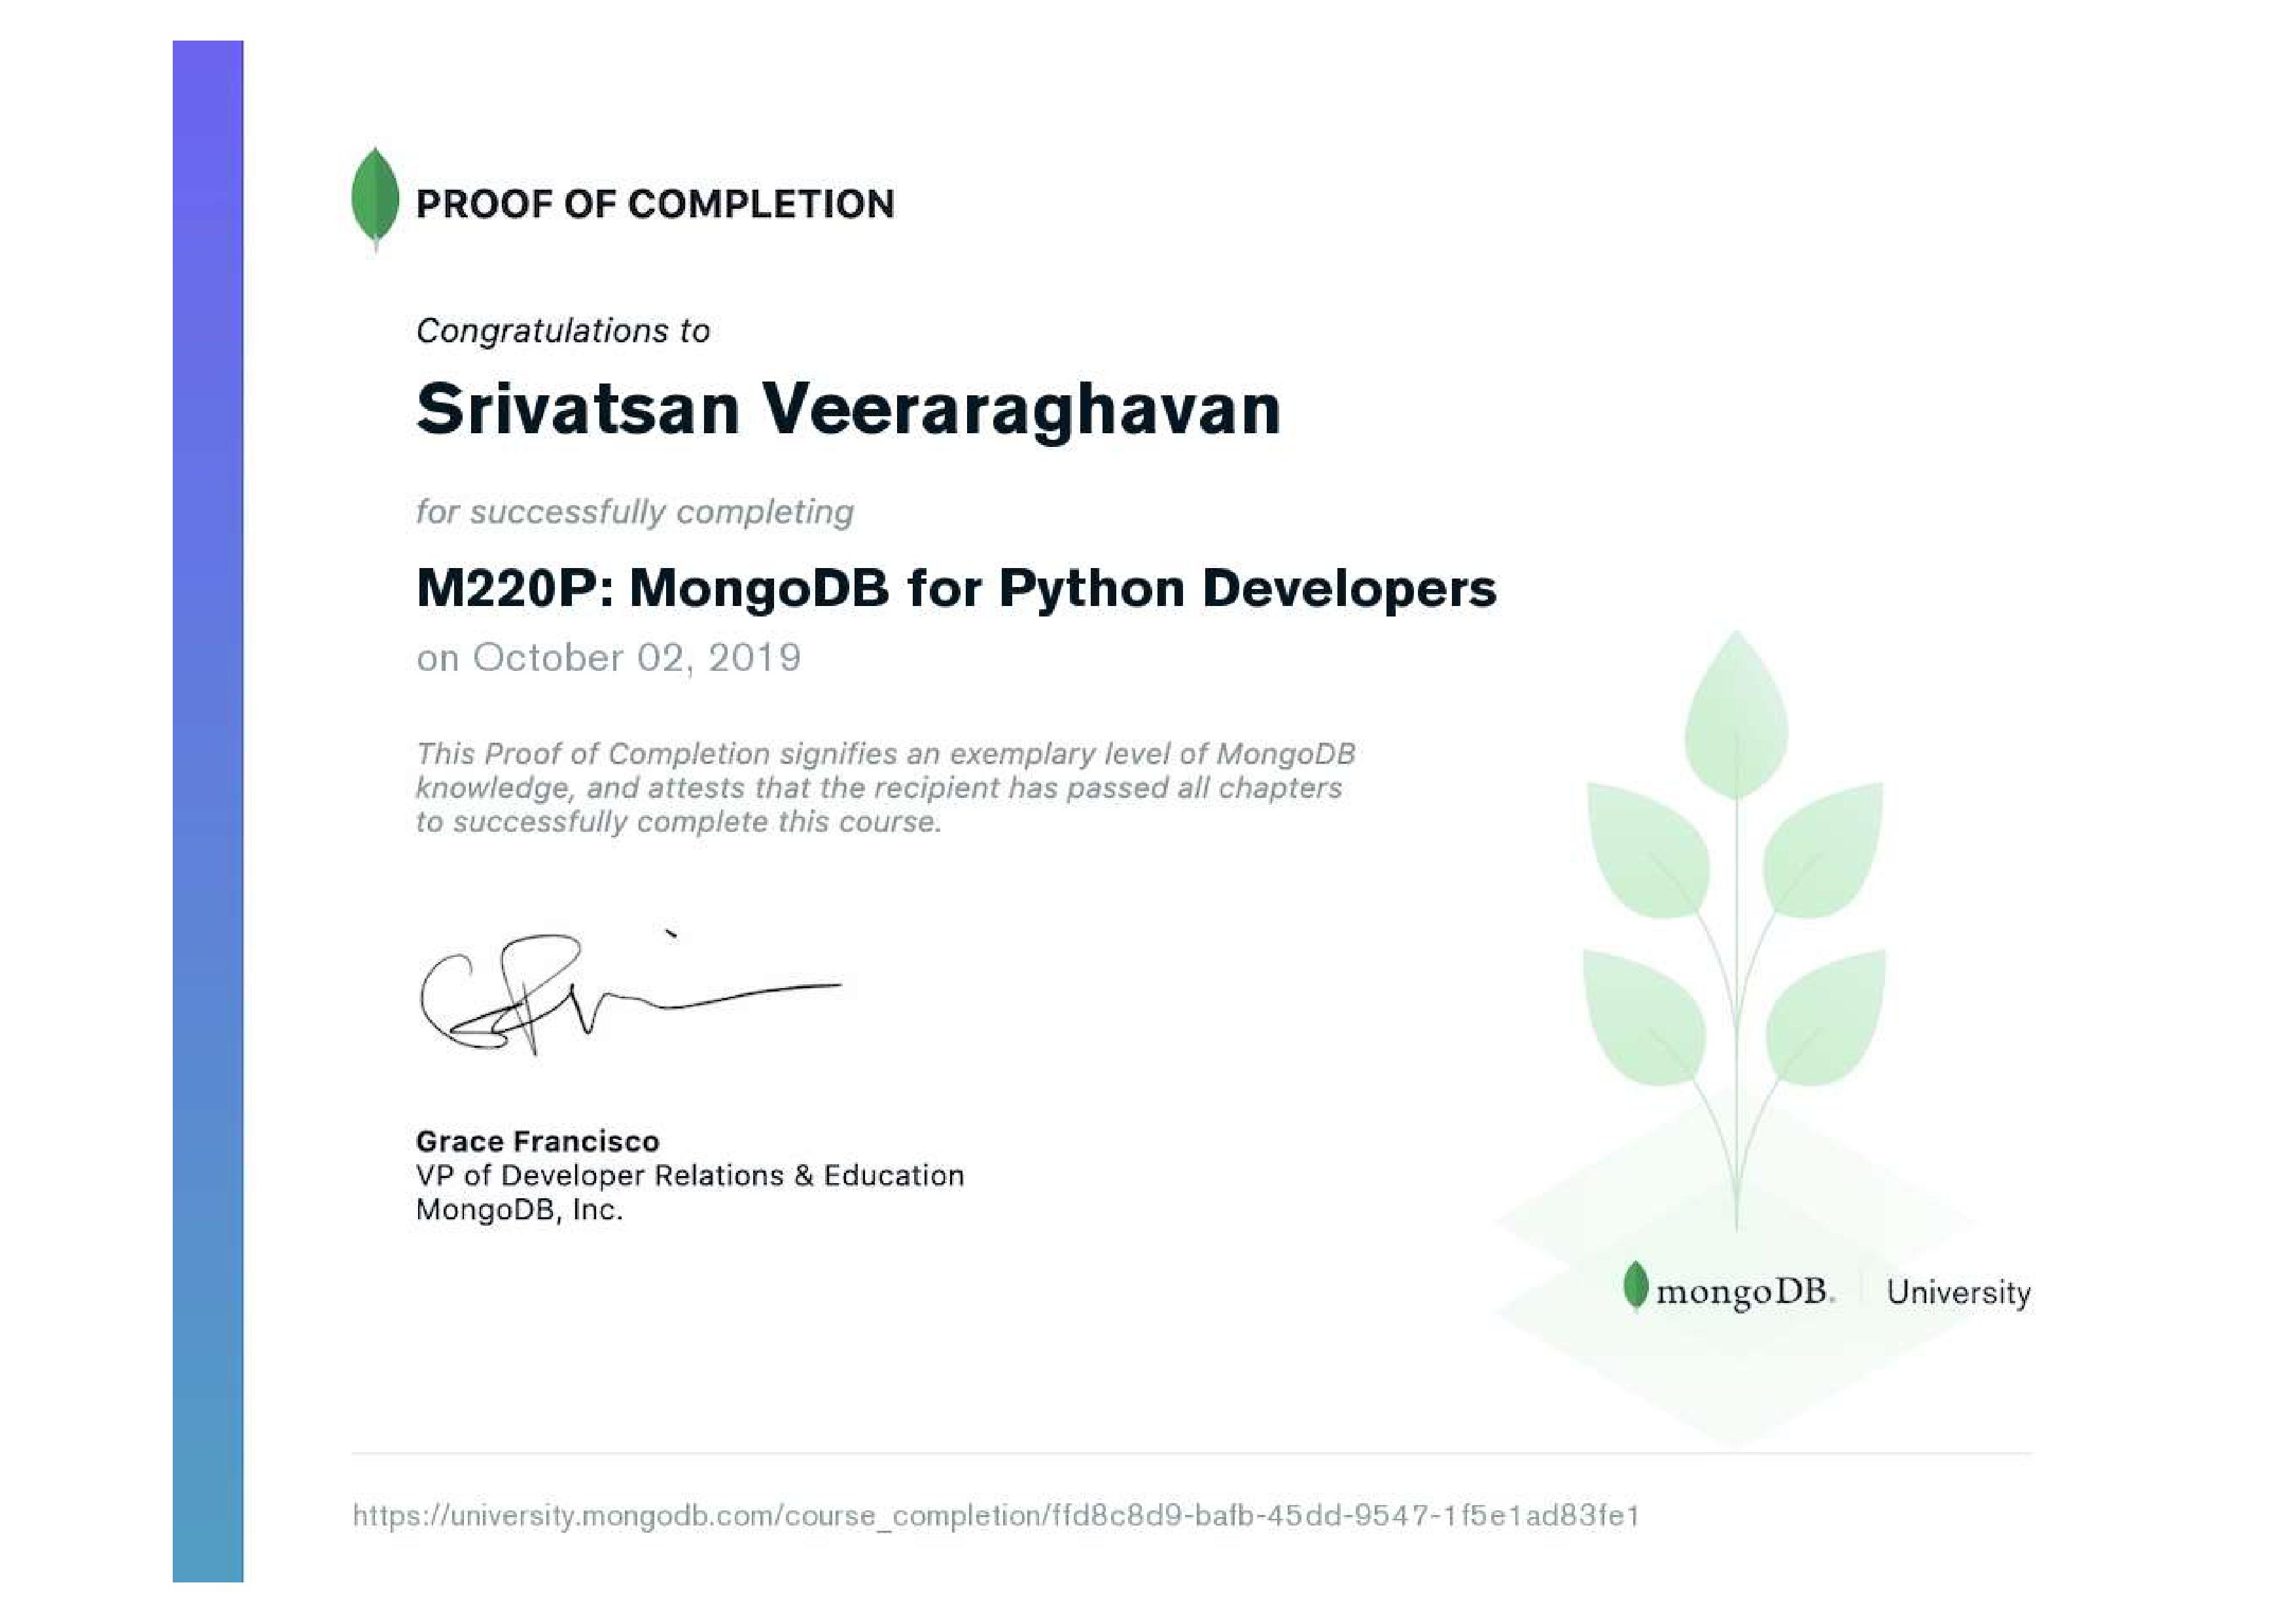 PROOF OF COMPLETION
Congratulations to
Srivatsan Veeraraghavan
for successfully completing
M220P: MongoDB for Python Developers
on October 02, 2019
This Proof of Completion signifies an exemplary level of MongoDB
knowledge, and attests that the recipient has passed all chapters
to successfully complete this course.
Grace Francisco
VP of Developer Relations & Education
MongoDB, Inc.
mongoDB. University
https://university.mongodb.com/course_completion/ffd8c8d9-bafb-45dd-9547-1f5e1ad83fe1